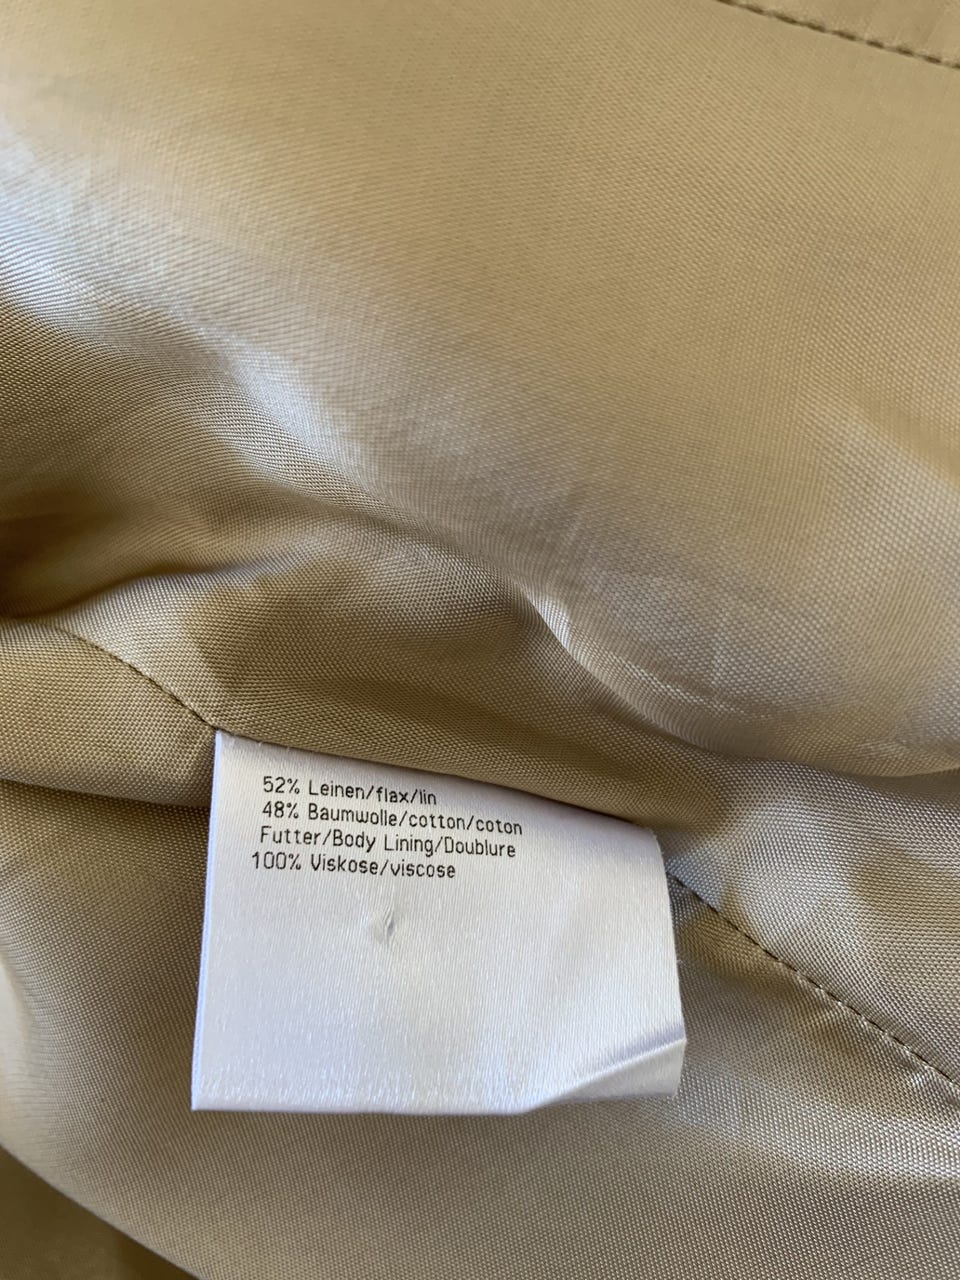 52% Leinen/flax/lin
48% Baumwolle/cotton/coton
Futter/Body Lining/Doublure
100% Viskose/viscose